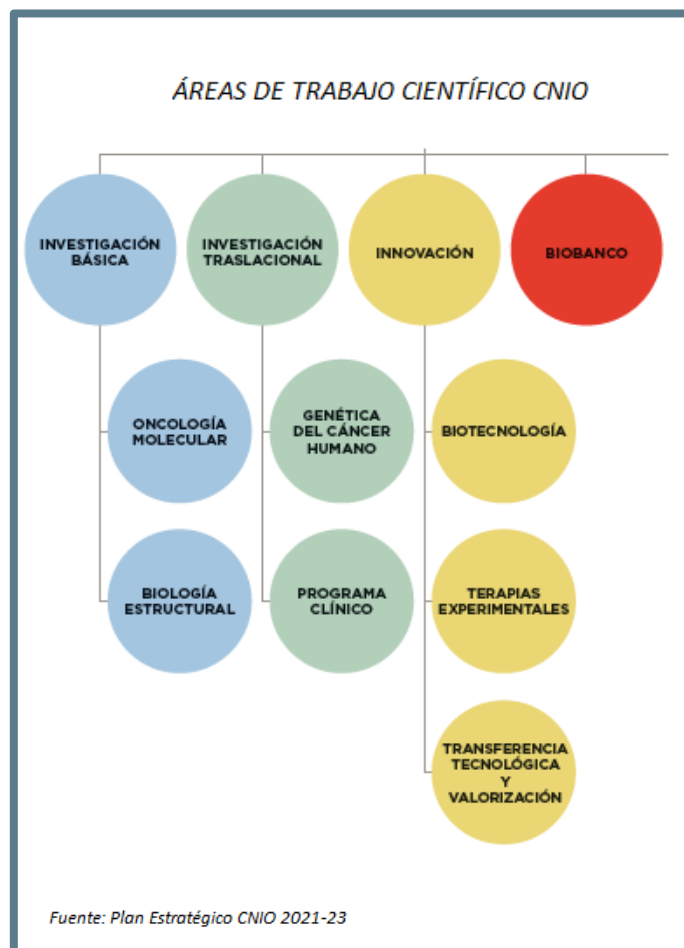 ÁREAS DE TRABAJO CIENTÍFICO CNIO
INVESTIGACIÓN
BÁSICA
INVESTIGACIÓN
TRASLACIONAL
INNOVACIÓN
BIOBANCO
ONCOLOGÍA
MOLECULAR
GENÉTICA
DEL CÁNCER
HUMANO
BIOTECNOLOGÍA
BIOLOGÍA
ESTRUCTURAL
PROGRAMA
CLÍNICO
TERAPIAS
EXPERIMENTALES
TRANSFERENCIA
TECNOLÓGICA
Y
VALORIZACIÓN
Fuente: Plan Estratégico CNIO 2021-23